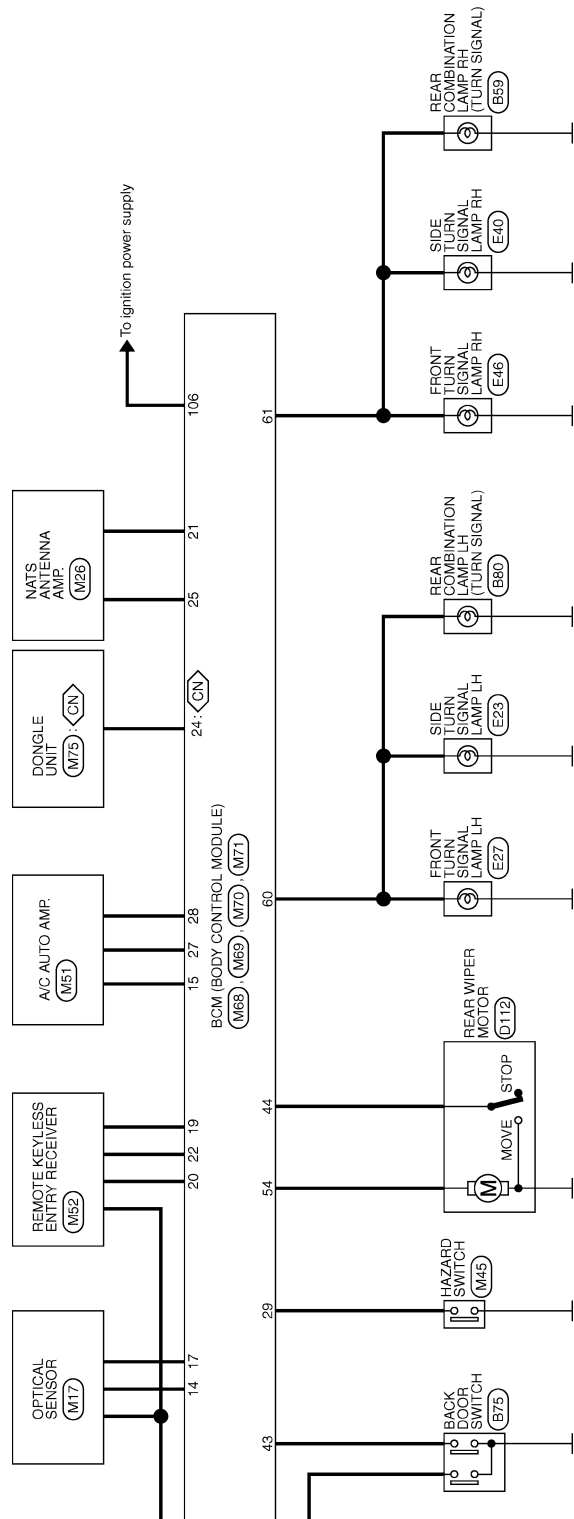 OPTICAL
SENSOR
M17
REMOTE KEYLESS
ENTRY RECEIVER
M52
A/C AUTO AMP.
M51
DONGLE
UNIT
M75 : CN
NATS
ANTENNA
AMP.
M26
To ignition power supply
14
17
20
22
19
15
27
28
24 : CN
25
21
106
BCM (BODY CONTROL MODULE)
M68 , M69 , M70 , M71
43
29
54
44
60
61
BACK
DOOR
SWITCH
B75
HAZARD
SWITCH
M45
REAR WIPER
MOTOR
D112
M
MOVE
STOP
FRONT
TURN
SIGNAL
LAMP LH
E27
SIDE
TURN
SIGNAL
LAMP LH
E23
REAR
COMBINATION
LAMP LH
(TURN SIGNAL)
B80
FRONT
TURN
SIGNAL
LAMP RH
E46
SIDE
TURN
SIGNAL
LAMP RH
E40
REAR
COMBINATION
LAMP RH
(TURN SIGNAL)
B59